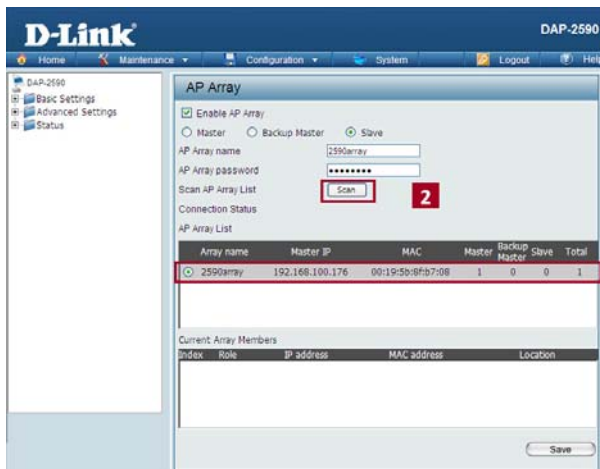 D-Link
DAP-2590
Home Maintenance Configuration System Logout Help
DAP-2590
Basic Settings
Advanced Settings
Status
AP Array
Enable AP Array
Master Backup Master Slave
AP Array name 2590array
AP Array password ••••••••
Scan AP Array List Scan
2
Connection Status
AP Array List
Array name Master IP MAC Master Backup Master Slave Total
2590array 192.168.100.176 00:19:5b:8f:b7:08 1 0 0 1
Current Array Members
Index Role IP address MAC address Location
Save